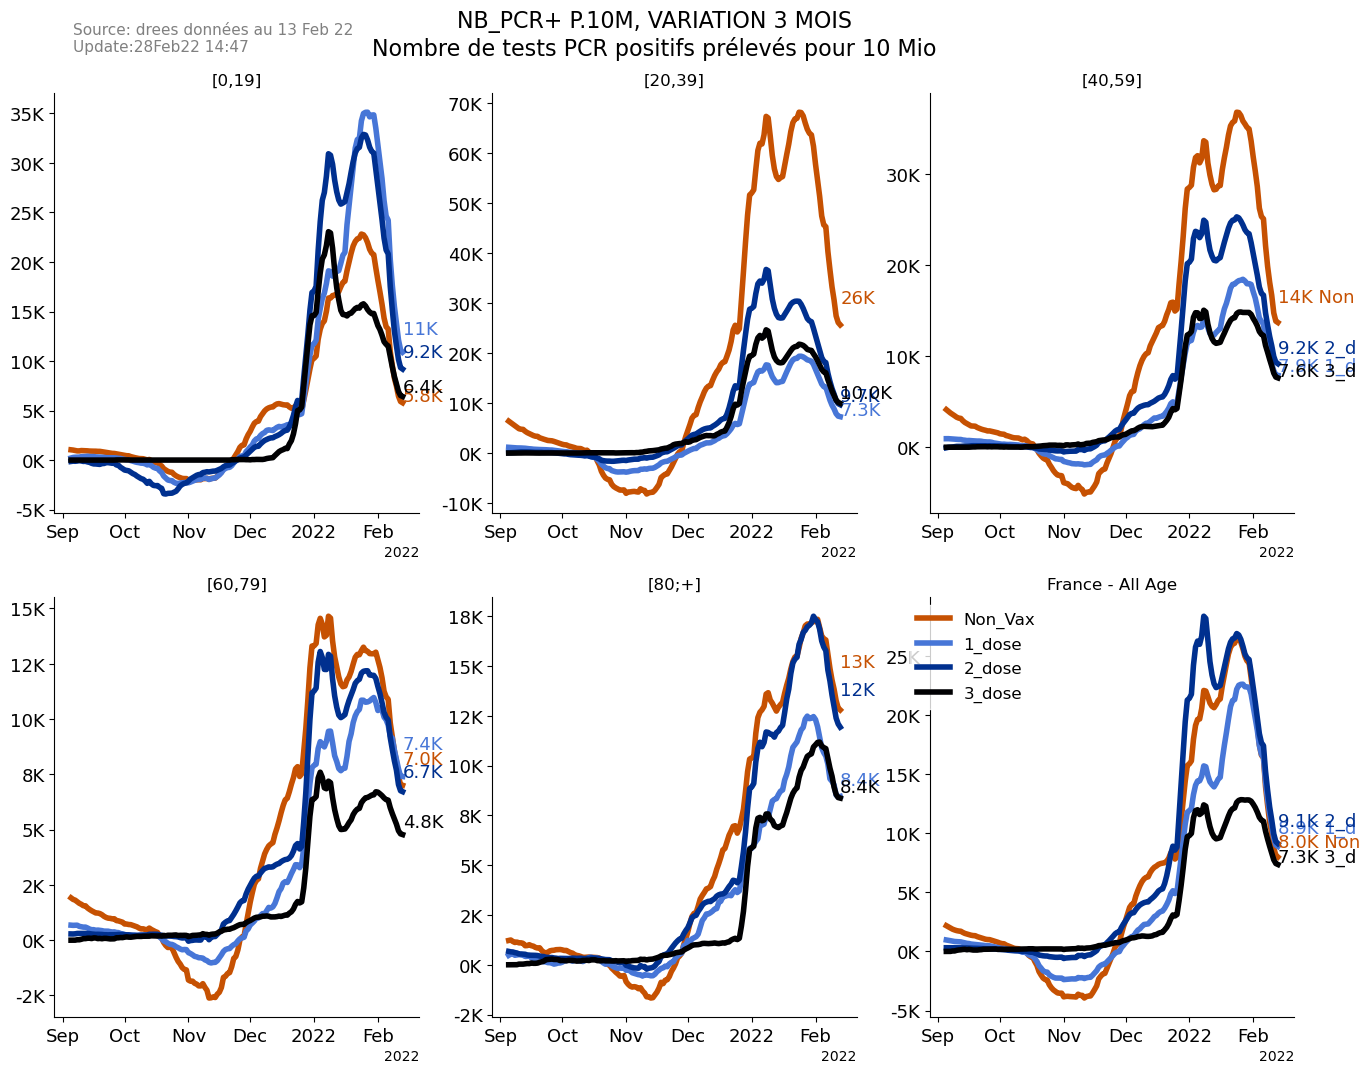 Source: drees données au 13 Feb 22
Update:28Feb22 14:47
NB_PCR+ P.10M, VARIATION 3 MOIS
Nombre de tests PCR positifs prélevés pour 10 Mio
[0,19]
35K
30K
25K
20K
15K
10K
5K
0K
-5K
11K
9.2K
6.4K
5.8K
Sep Oct Nov Dec 2022 Feb
2022
[20,39]
70K
60K
50K
40K
30K
20K
10K
0K
-10K
26K
10.0K
9.7K
7.3K
Sep Oct Nov Dec 2022 Feb
2022
[40,59]
30K
20K
10K
0K
14K Non
9.2K 2_d
1_d
7.6K 3_d
Sep Oct Nov Dec 2022 Feb
2022
[60,79]
15K
12K
10K
8K
5K
2K
0K
-2K
7.4K
7.0K
6.7K
4.8K
Sep Oct Nov Dec 2022 Feb
2022
[80;+]
18K
15K
12K
10K
8K
5K
2K
0K
-2K
13K
12K
8.4K
8.4K
Sep Oct Nov Dec 2022 Feb
2022
France - All Age
Non_Vax
1_dose
2_dose
3_dose
25K
20K
15K
10K
5K
0K
-5K
9.1K 2_d
8.9K 1_d
8.0K Non
7.3K 3_d
Sep Oct Nov Dec 2022 Feb
2022